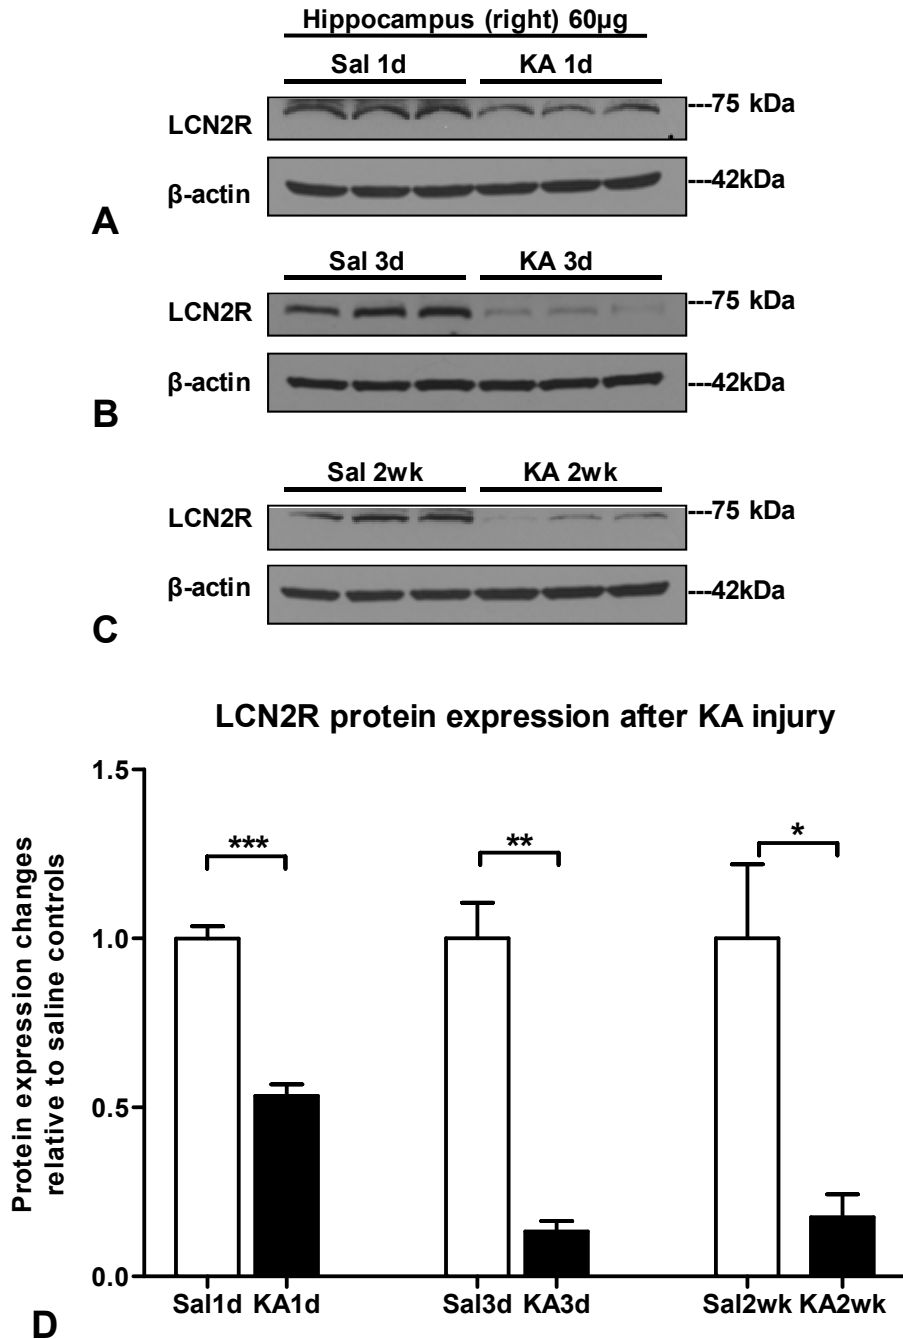 Hippocampus (right) 60µg
Sal 1d KA 1d
LCN2R ---75 kDa
β-actin ---42kDa
A
Sal 3d KA 3d
LCN2R ---75 kDa
β-actin ---42kDa
B
Sal 2wk KA 2wk
LCN2R ---75 kDa
β-actin ---42kDa
C
LCN2R protein expression after KA injury
Protein expression changes
relative to saline controls
1.5
1.0
0.5
0.0
*** ** *
Sal1d KA1d Sal3d KA3d Sal2wk KA2wk
D